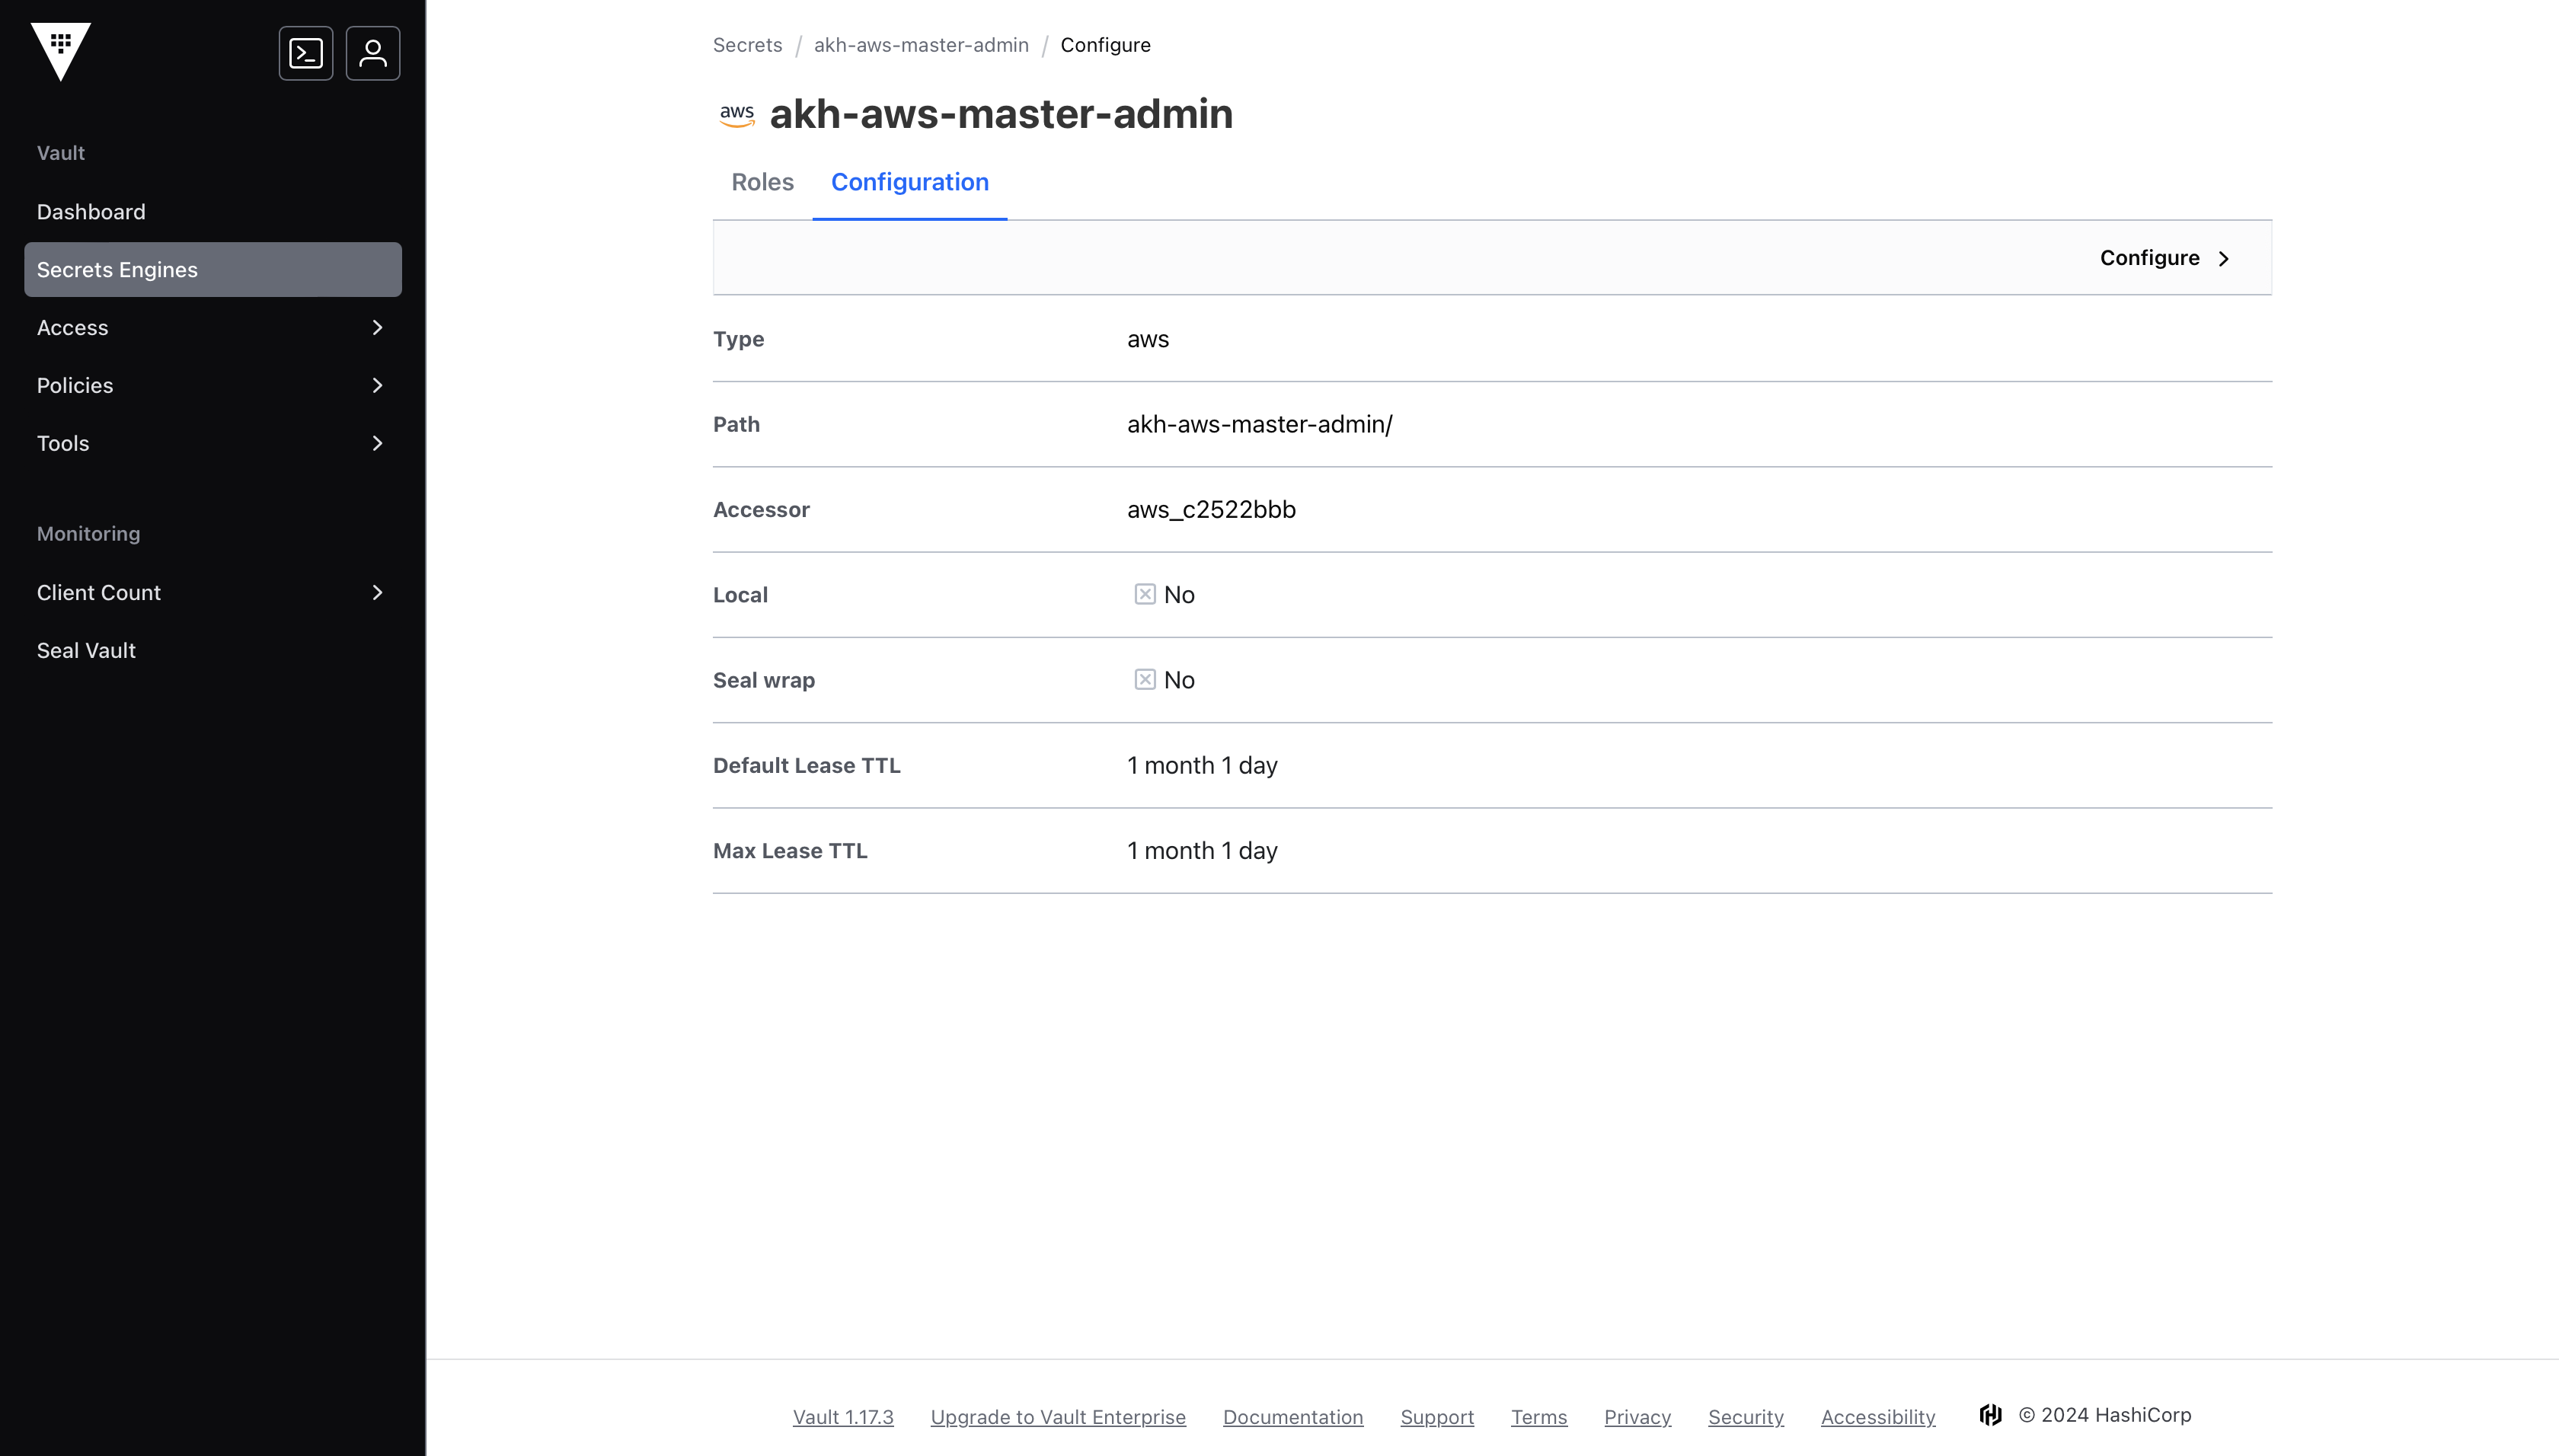 Vault
Dashboard
Secrets Engines
Access
Policies
Tools
Monitoring
Client Count
Seal Vault
Secrets / akh-aws-master-admin / Configure
aws akh-aws-master-admin
Roles Configuration
Configure
Type aws
Path akh-aws-master-admin/
Accessor aws_c2522bbb
Local No
Seal wrap No
Default Lease TTL 1 month 1 day
Max Lease TTL 1 month 1 day
Vault 1.17.3 Upgrade to Vault Enterprise Documentation Support Terms Privacy Security Accessibility © 2024 HashiCorp